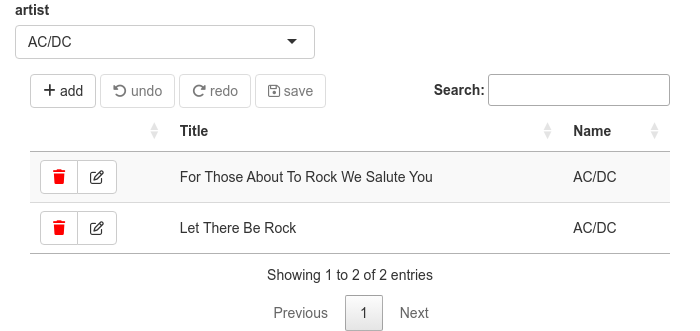 artist
AC/DC
add undo redo save Search:
Title Name
For Those About To Rock We Salute You AC/DC
Let There Be Rock AC/DC
Showing 1 to 2 of 2 entries
Previous 1 Next